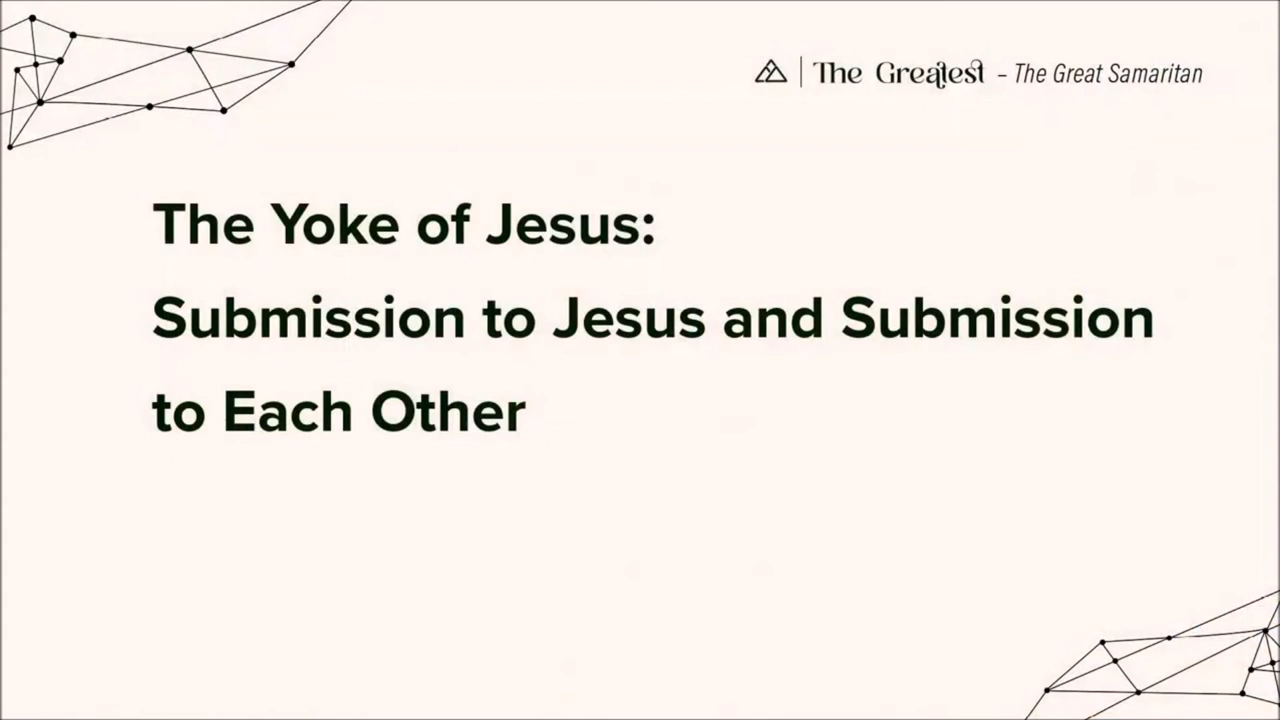 The Greatest – The Great Samaritan
The Yoke of Jesus:
Submission to Jesus and Submission
to Each Other